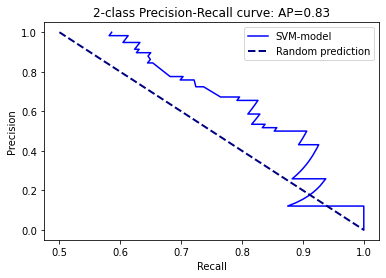 2-class Precision-Recall curve: AP=0.83
SVM-model
Random prediction
Precision
1.0
0.8
0.6
0.4
0.2
0.0
0.5 0.6 0.7 0.8 0.9 1.0
Recall